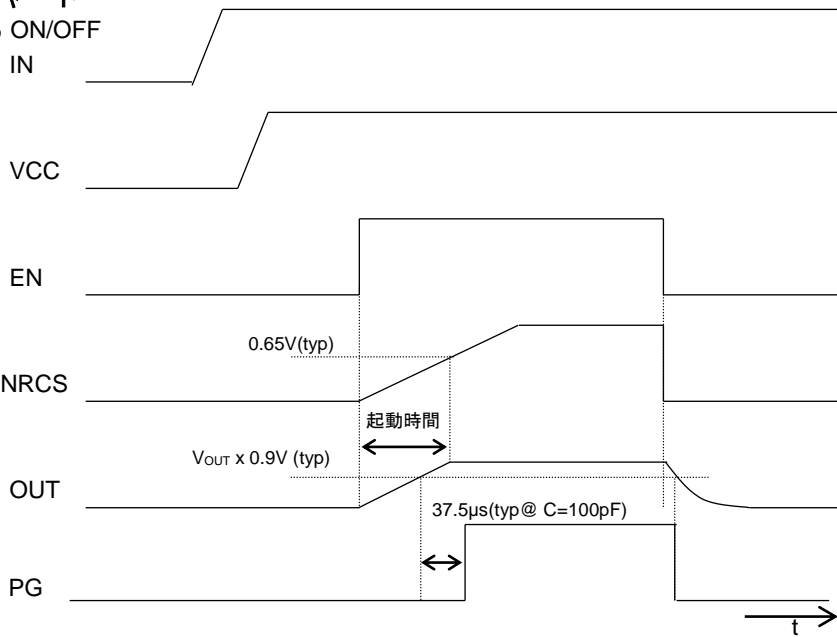 ON/OFF
IN
VCC
EN
0.65V(typ)
NRCS
起動時間
VOUT x 0.9V (typ)
OUT
37.5µs(typ@ C=100pF)
PG
t